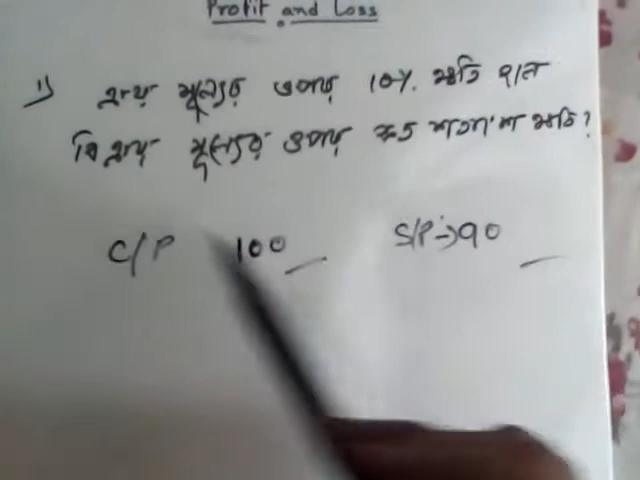 Profit and Loss
1) ক্রয় মূল্যের ওপর 10% ক্ষতি হলে
বিক্রয় মূল্যের ওপর কত শতাংশ ক্ষতি?
C/P 100 S/P→90